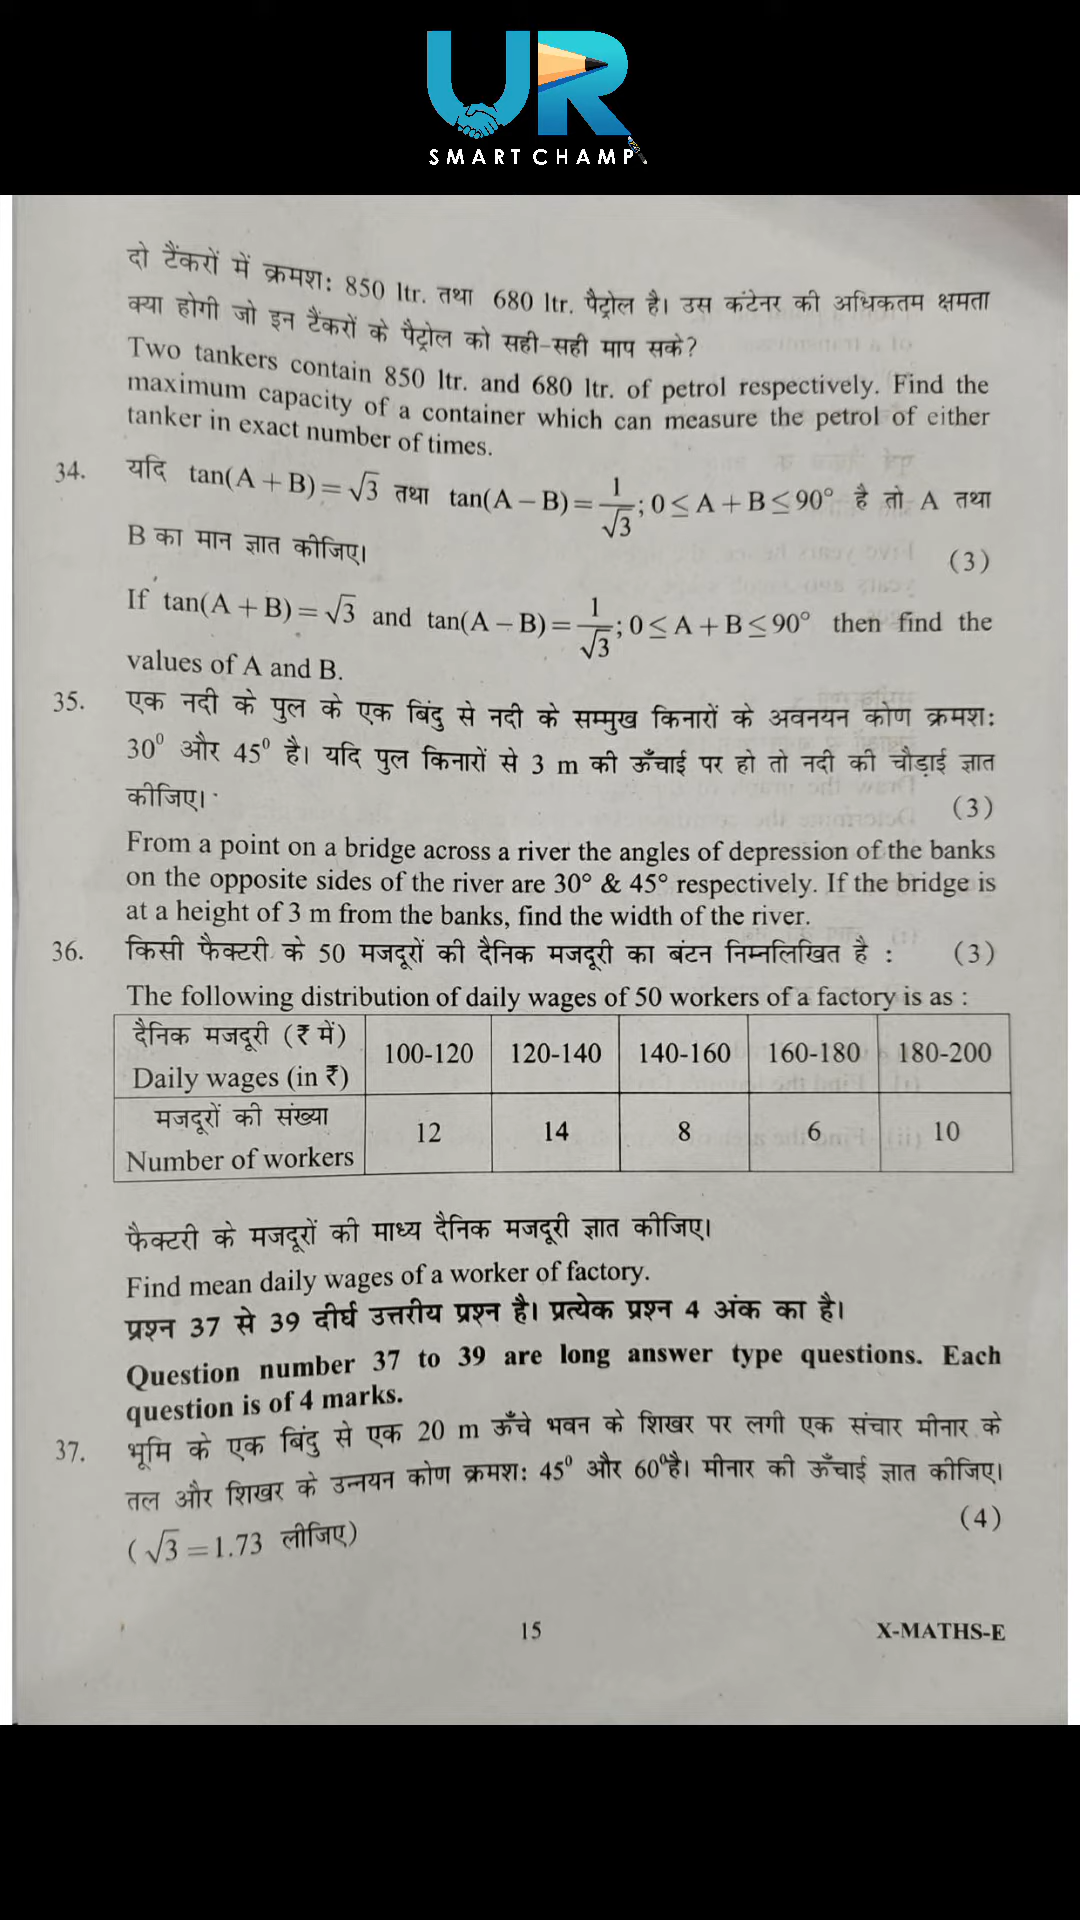 UR
SMART CHAMP
दो टैंकरों में क्रमश: 850 ltr. तथा 680 ltr. पैट्रोल है। उस कंटेनर की अधिकतम क्षमता
क्या होगी जो इन टैंकरों के पैट्रोल को सही-सही माप सके?
Two tankers contain 850 ltr. and 680 ltr. of petrol respectively. Find the
maximum capacity of a container which can measure the petrol of either
tanker in exact number of times.
34. यदि tan(A + B) = √3 तथा tan(A – B) = 1/√3 ; 0 ≤ A + B ≤ 90° है तो A तथा
B का मान ज्ञात कीजिए। (3)
If tan(A + B) = √3 and tan(A – B) = 1/√3 ; 0 ≤ A + B ≤ 90° then find the
values of A and B.
35. एक नदी के पुल के एक बिंदु से नदी के सम्मुख किनारों के अवनयन कोण क्रमश:
30⁰ और 45⁰ है। यदि पुल किनारों से 3 m की ऊँचाई पर हो तो नदी की चौड़ाई ज्ञात
कीजिए। (3)
From a point on a bridge across a river the angles of depression of the banks
on the opposite sides of the river are 30° & 45° respectively. If the bridge is
at a height of 3 m from the banks, find the width of the river.
36. किसी फैक्टरी के 50 मजदूरों की दैनिक मजदूरी का बंटन निम्नलिखित है : (3)
The following distribution of daily wages of 50 workers of a factory is as :
दैनिक मजदूरी (₹ में)
Daily wages (in ₹) 100-120 120-140 140-160 160-180 180-200
मजदूरों की संख्या
Number of workers 12 14 8 6 10
फैक्टरी के मजदूरों की माध्य दैनिक मजदूरी ज्ञात कीजिए।
Find mean daily wages of a worker of factory.
प्रश्न 37 से 39 दीर्घ उत्तरीय प्रश्न है। प्रत्येक प्रश्न 4 अंक का है।
Question number 37 to 39 are long answer type questions. Each
question is of 4 marks.
37. भूमि के एक बिंदु से एक 20 m ऊँचे भवन के शिखर पर लगी एक संचार मीनार के
तल और शिखर के उन्नयन कोण क्रमश: 45⁰ और 60⁰ है। मीनार की ऊँचाई ज्ञात कीजिए।
(√3 = 1.73 लीजिए) (4)
15 X-MATHS-E